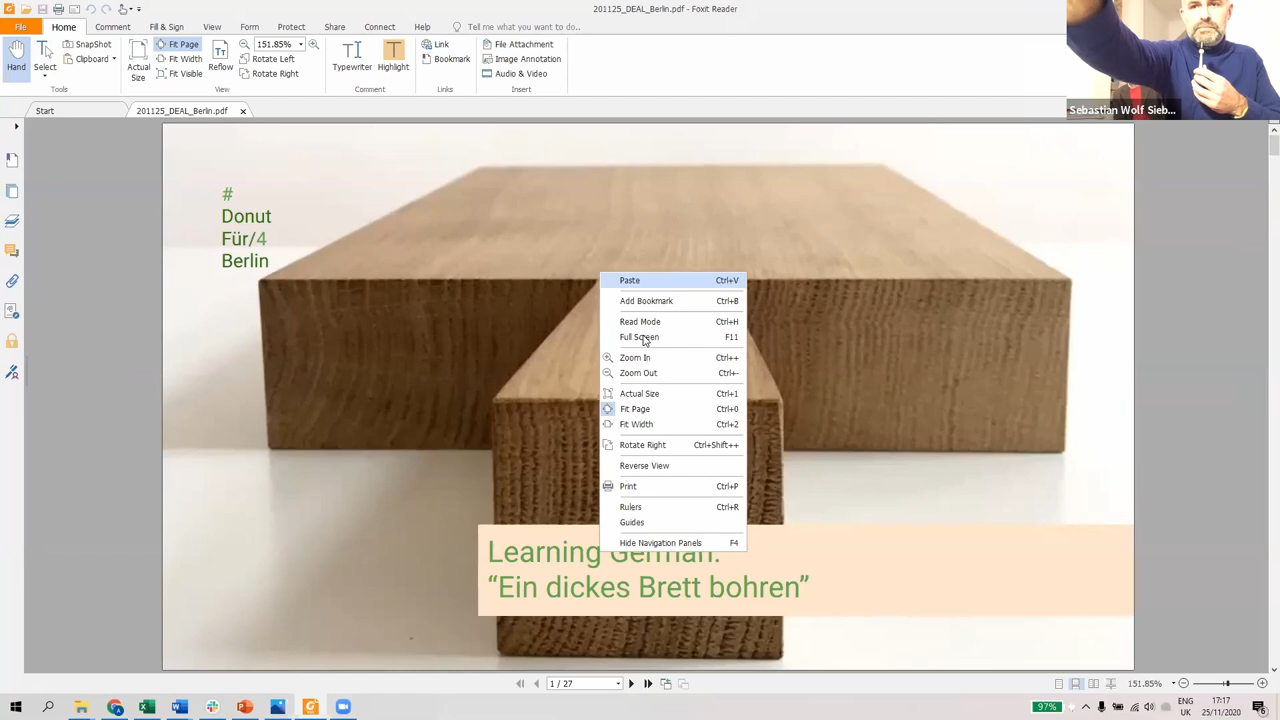 201125_DEAL_Berlin.pdf - Foxit Reader
File
Home
Comment
Fill & Sign
View
Form
Protect
Share
Connect
Help
Tell me what you want to do...
Hand
Select
SnapShot
Clipboard
Tools
Actual
Size
Fit Page
Fit Width
Fit Visible
Reflow
151.85%
Rotate Left
Rotate Right
View
Typewriter
Highlight
Comment
Link
Bookmark
Links
File Attachment
Image Annotation
Audio & Video
Insert
Sebastian Wolf Sieb...
Start
201125_DEAL_Berlin.pdf
#
Donut
Für/4
Berlin
Paste Ctrl+V
Add Bookmark Ctrl+B
Read Mode Ctrl+H
Full Screen F11
Zoom In Ctrl++
Zoom Out Ctrl+-
Actual Size Ctrl+1
Fit Page Ctrl+0
Fit Width Ctrl+2
Rotate Right Ctrl+Shift++
Reverse View
Print Ctrl+P
Rulers Ctrl+R
Guides
Hide Navigation Panels F4
Learning German:
“Ein dickes Brett bohren”
1 / 27
151.85%
97%
ENG
UK
17:17
25/11/2020
6